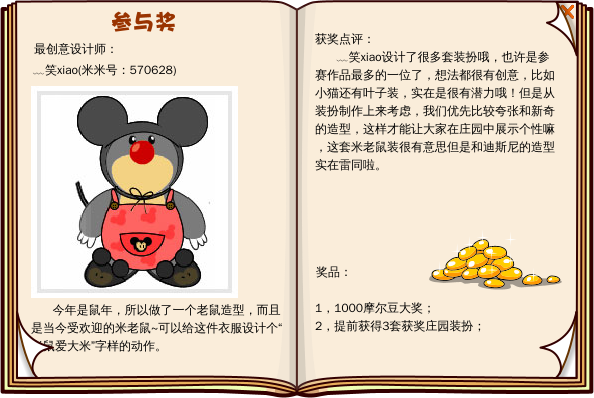 参与奖
最创意设计师：
﹏笑xiao(米米号：570628)
今年是鼠年，所以做了一个老鼠造型，而且
是当今受欢迎的米老鼠~可以给这件衣服设计个“
鼠爱大米”字样的动作。
获奖点评：
﹏笑xiao设计了很多套装扮哦，也许是参
赛作品最多的一位了，想法都很有创意，比如
小猫还有叶子装，实在是很有潜力哦！但是从
装扮制作上来考虑，我们优先比较夸张和新奇
的造型，这样才能让大家在庄园中展示个性嘛
，这套米老鼠装很有意思但是和迪斯尼的造型
实在雷同啦。
奖品：
1，1000摩尔豆大奖；
2，提前获得3套获奖庄园装扮；